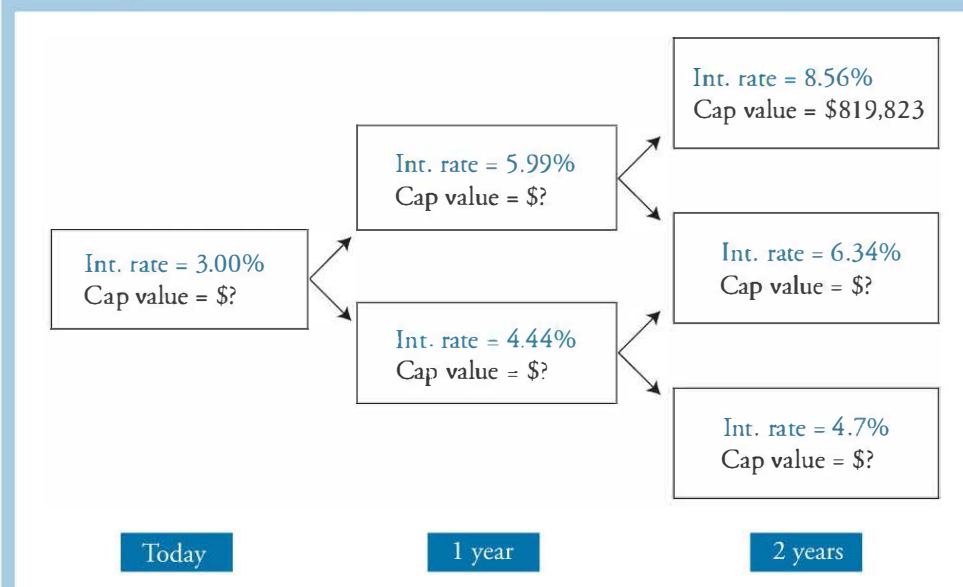 Int. rate = 8.56%
Cap value = $819,823
Int. rate = 5.99%
Cap value = $?
Int. rate = 6.34%
Cap value = $?
Int. rate = 3.00%
Cap value = $?
Int. rate = 4.44%
Cap value = $?
Int. rate = 4.7%
Cap value = $?
Today
1 year
2 years